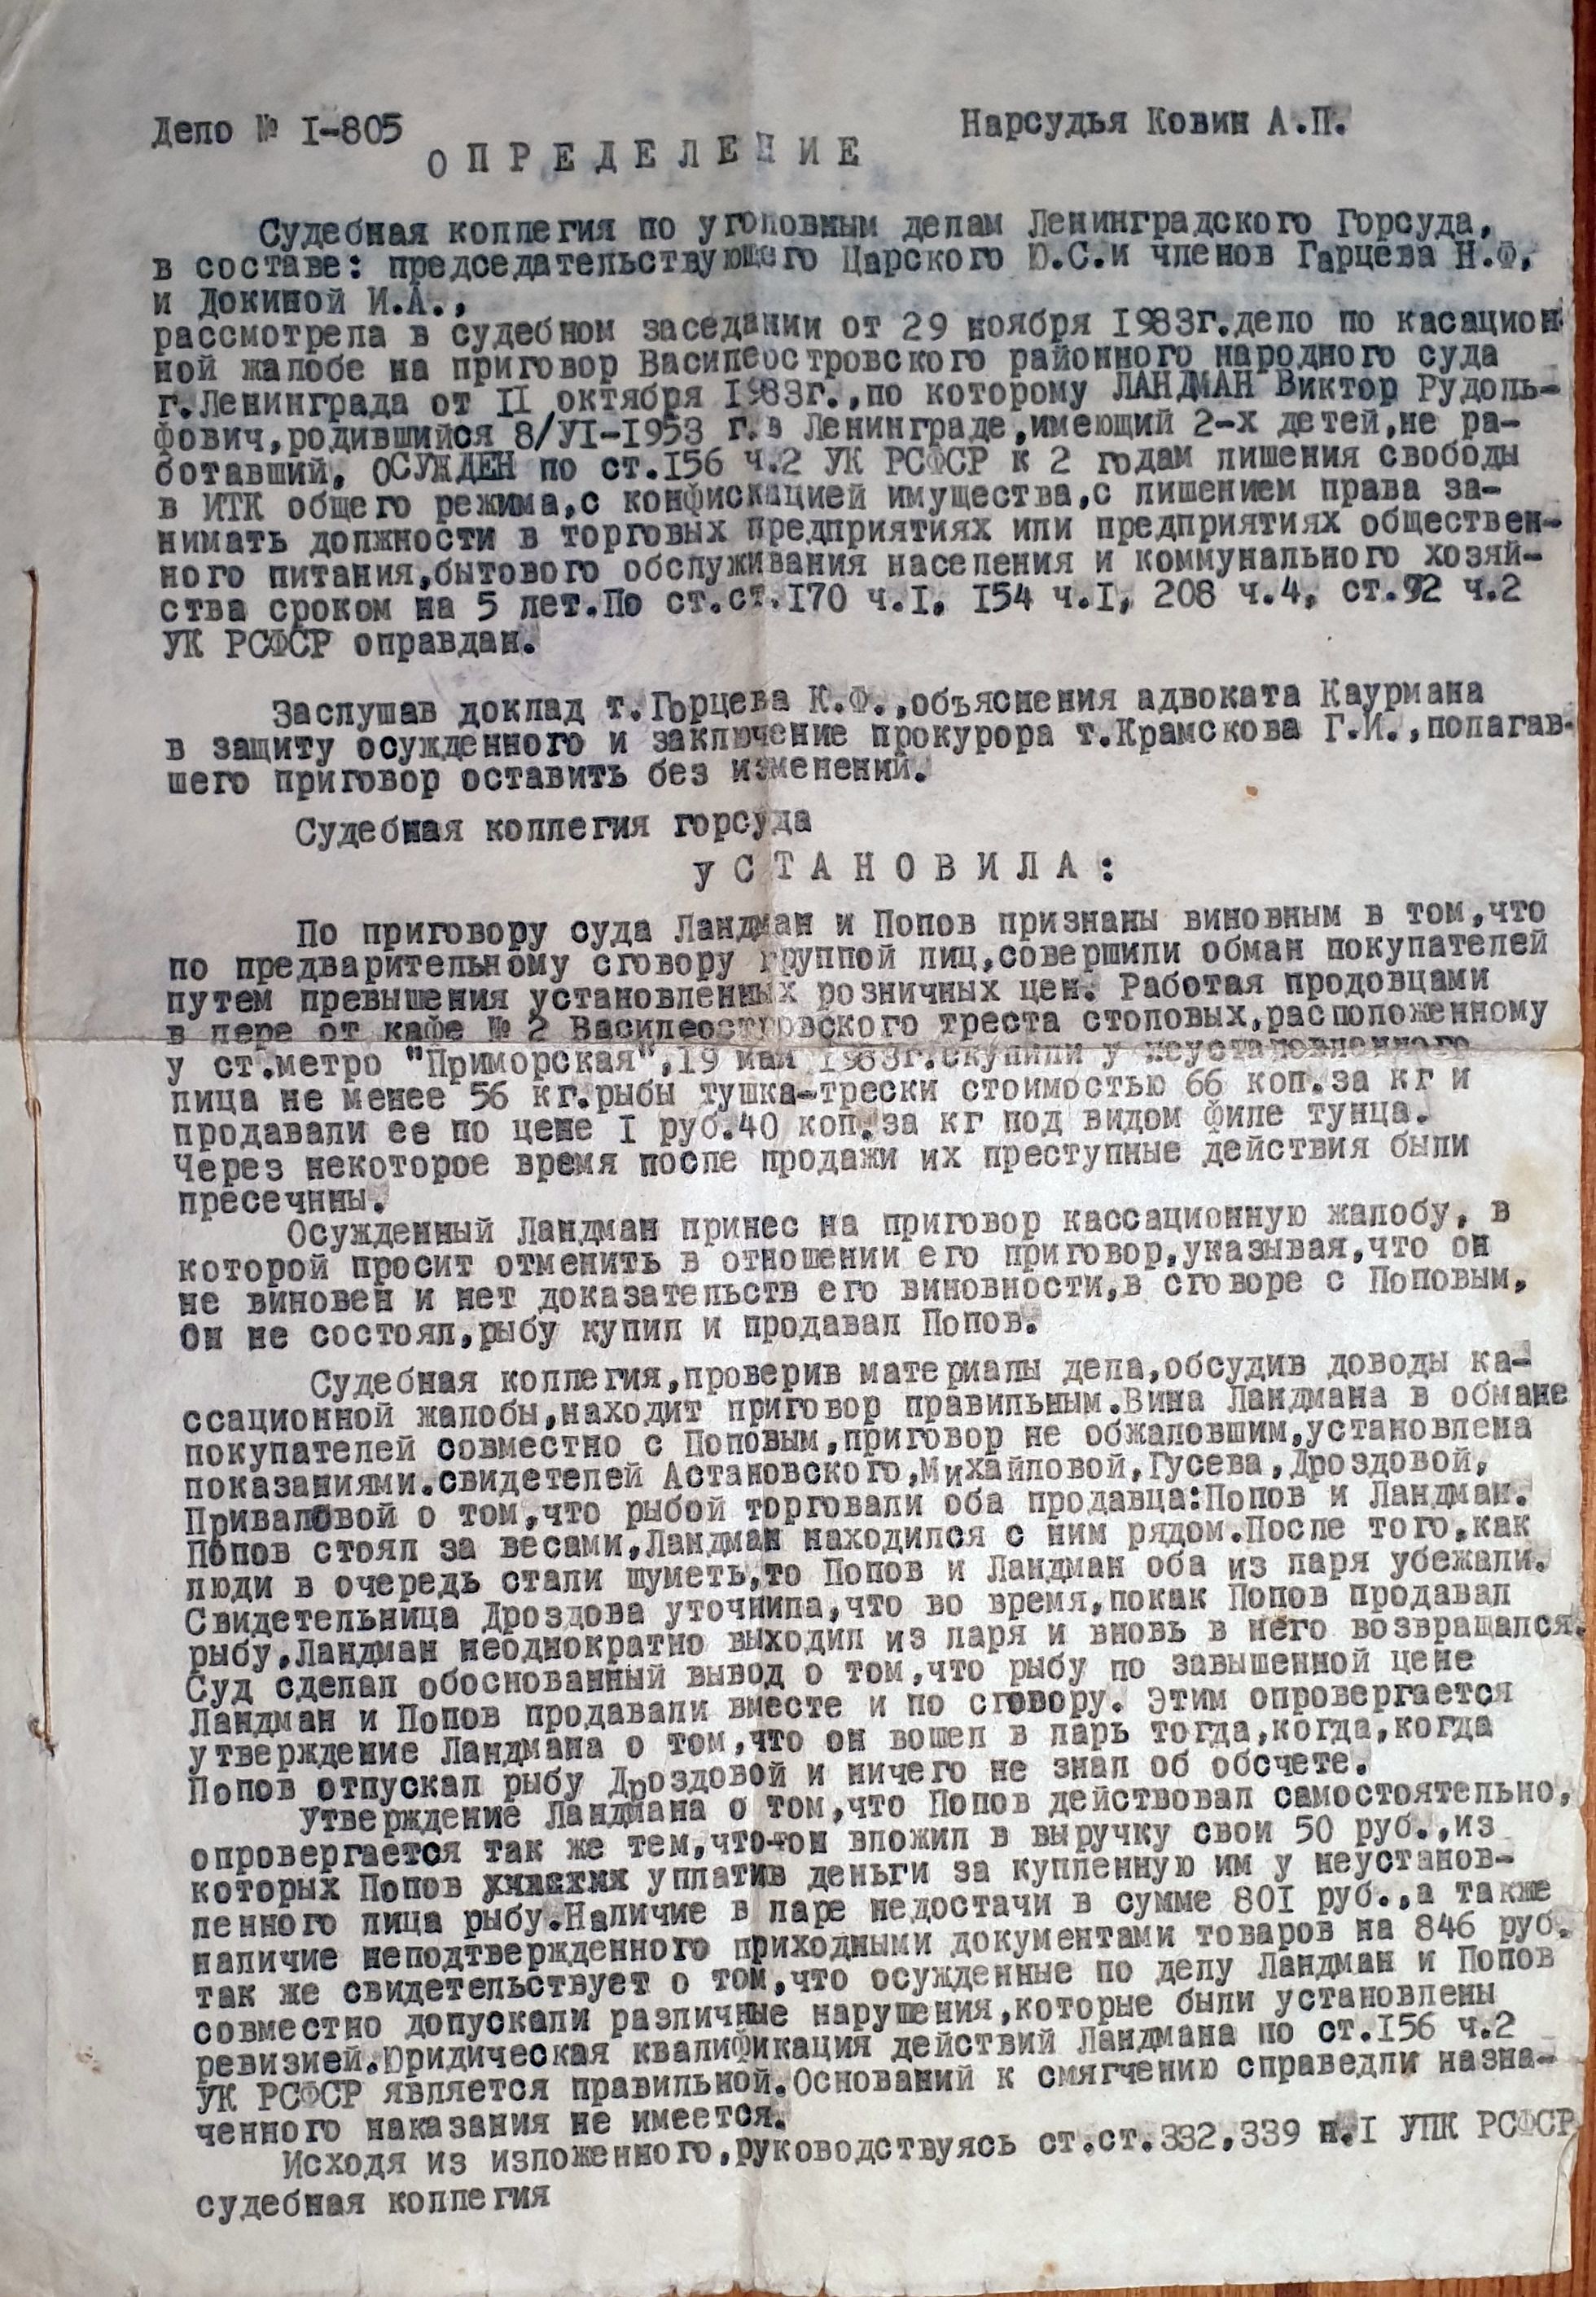 Дело № I-805
Нарсудья Ковин А.П.
О П Р Е Д Е Л Е Н И Е
Судебная коллегия по уголовным делам Ленинградского Горсуда,
в составе: председательствующего Царского Ю.С.и членов Гарцева Н.Ф.
и Докиной И.А.,
рассмотрела в судебном заседании от 29 ноября 1983г.дело по касацион-
ной жалобе на приговор Василеостровского районного народного суда
г.Ленинграда от II октября 1983г.,по которому ЛАНДМАН Виктор Рудоль-
фович,родившийся 8/УI-1953 г.в Ленинграде,имеющий 2-х детей,не ра-
ботавший, ОСУЖДЕН по ст.I56 ч.2 УК РСФСР к 2 годам лишения свободы
в ИТК общего режима,с конфискацией имущества,с лишением права за-
нимать должности в торговых предприятиях или предприятиях обществен-
ного питания,бытового обслуживания населения и коммунального хозяй-
ства сроком на 5 лет.По ст.ст.I70 ч.I, I54 ч.I, 208 ч.4, ст.92 ч.2
УК РСФСР оправдан.
Заслушав доклад т.Горцева К.Ф.,объяснения адвоката Каурмана
в защиту осужденного и заключение прокурора т.Крамскова Г.И.,полагав-
шего приговор оставить без изменений.
Судебная коллегия горсуда
у С Т А Н О В И Л А :
По приговору суда Ландман и Попов признаны виновным в том,что
по предварительному сговору группой лиц,совершили обман покупателей
путем превышения установленных розничных цен. Работая продовцами
в лере от кафе № 2 Василеостровского треста столовых,расположенному
у ст.метро "Приморская",19 мая 1983г.скупили у неустановленного
лица не менее 56 кг.рыбы тушка-трески стоимостью 66 коп.за кг и
продавали ее по цене I руб.40 коп.за кг под видом филе тунца.
Через некоторое время после продажи их преступные действия были
пресечнны.
Осужденный Ландман принес на приговор кассационную жалобу, в
которой просит отменить в отношении его приговор,указывая,что он
не виновен и нет доказательств его виновности,в сговоре с Поповым,
Он не состоял,рыбу купил и продавал Попов.
Судебная коллегия,проверив материалы дела,обсудив доводы ка-
ссационной жалобы,находит приговор правильным.Вина Ландмана в обмане
покупателей совместно с Поповым,приговор не обжаловшим,установлена
показаниями.свидетелей Астановского,Михайловой,Гусева,Дроздовой,
Приваловой о том,что рыбой торговали оба продавца:Попов и Ландман.
Попов стоял за весами,Ландман находился с ним рядом.После того,как
люди в очередь стали шуметь,то Попов и Ландман оба из ларя убежали.
Свидетельница Дроздова уточнила,что во время,покак Попов продавал
рыбу,Ландман неоднократно выходил из ларя и вновь в него возвращался.
Суд сделал обоснованный вывод о том,что рыбу по завышенной цене
Ландман и Попов продавали вместе и по сговору. Этим опровергается
утверждение Ландмана о том,что он вошел в ларь тогда,когда,когда
Попов отпускал рыбу Дроздовой и ничего не знал об обсчете.
Утверждение Ландмана о том,что Попов действовал самостоятельно,
опровергается так же тем,что он вложил в выручку свои 50 руб.,из
которых Попов уплатив деньги за купленную им у неустанов-
ленного лица рыбу.Наличие в ларе недостачи в сумме 80I руб.,а также
наличие неподтвержденного приходными документами товаров на 846 руб.
так же свидетельствует о том,что осужденные по делу Ландман и Попов
совместно допускали различные нарушения,которые были установлены
ревизией.Юридическая квалификация действий Ландмана по ст.I56 ч.2
УК РСФСР является правильной.Оснований к смягчению справедли назна-
ченного наказания не имеется.
Исходя из изложенного,руководствуясь ст.ст.332,339 п.I УПК РСФСР
судебная коллегия